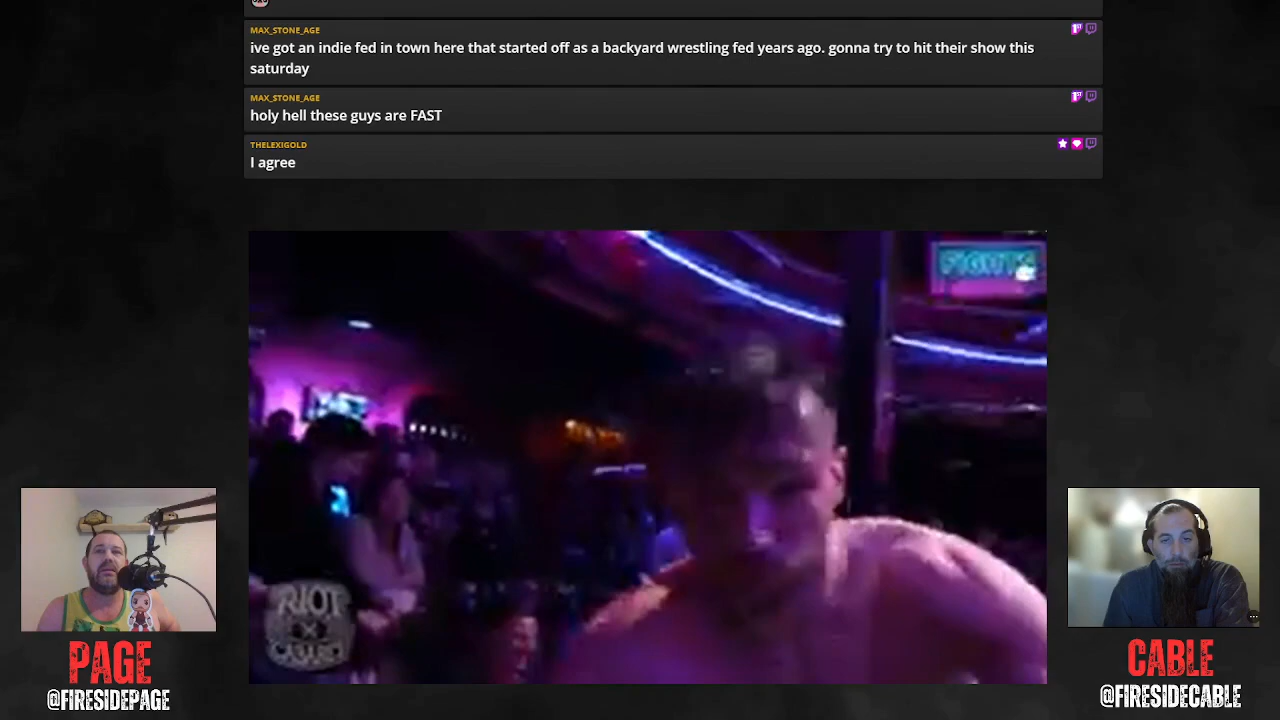 MAX_STONE_AGE
ive got an indie fed in town here that started off as a backyard wrestling fed years ago. gonna try to hit their show this
saturday
MAX_STONE_AGE
holy hell these guys are FAST
THELEXIGOLD
I agree
RIOT
PAGE
@FIRESIDEPAGE
CABLE
@FIRESIDECABLE